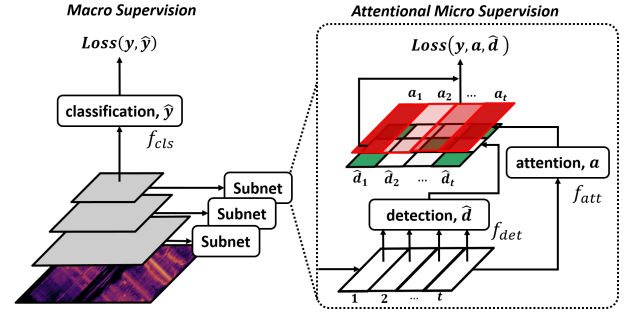 Macro Supervision
Loss(y, ŷ)
classification, ŷ
f_cls
Subnet
Subnet
Subnet
Attentional Micro Supervision
Loss(y, a, d̂)
a_1 a_2 ... a_t
d̂_1 d̂_2 ... d̂_t
attention, a
f_att
detection, d̂
f_det
1 2 ... t